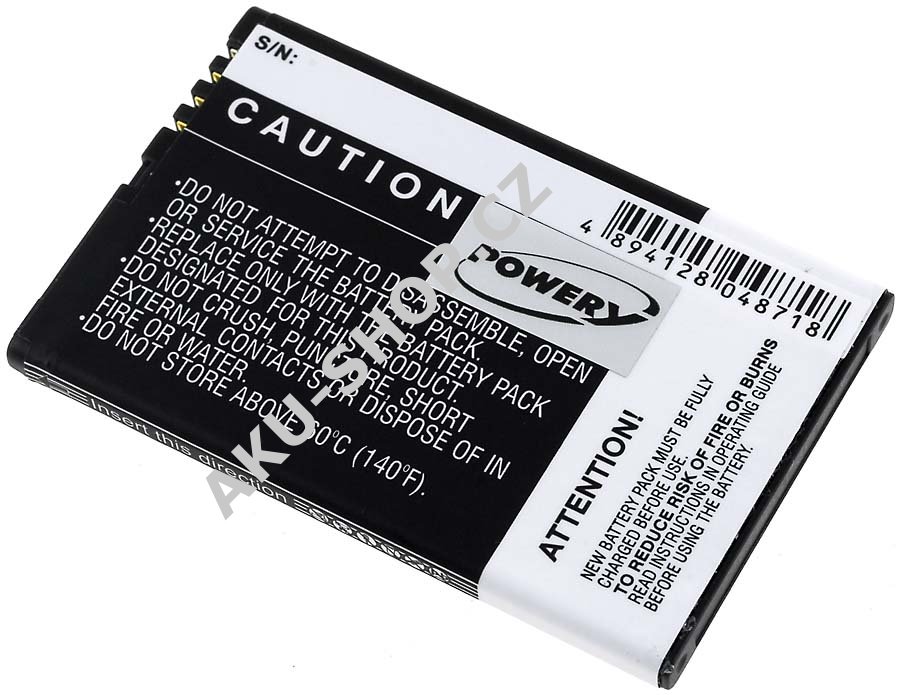 S/N:
CAUTION
•DO NOT ATTEMPT TO DISASSEMBLE, OPEN
OR SERVICE THE BATTERY PACK.
•REPLACE ONLY WITH THE BATTERY PACK
DESIGNATED FOR THE PRODUCT.
•DO NOT CRUSH PUNCTURE, SHORT
EXTERNAL CONTACTS OR DISPOSE OF IN
FIRE OR WATER.
•DO NOT STORE ABOVE 60°C (140°F).
Insert this direction
POWERY
4 894128 048718
ATTENTION!
NEW BATTERY PACK MUST BE FULLY
CHARGED BEFORE USE.
TO REDUCE RISK OF FIRE OR BURNS
READ INSTRUCTIONS IN OPERATING GUIDE
BEFORE USING THE BATTERY.
AKU-SHOP.CZ